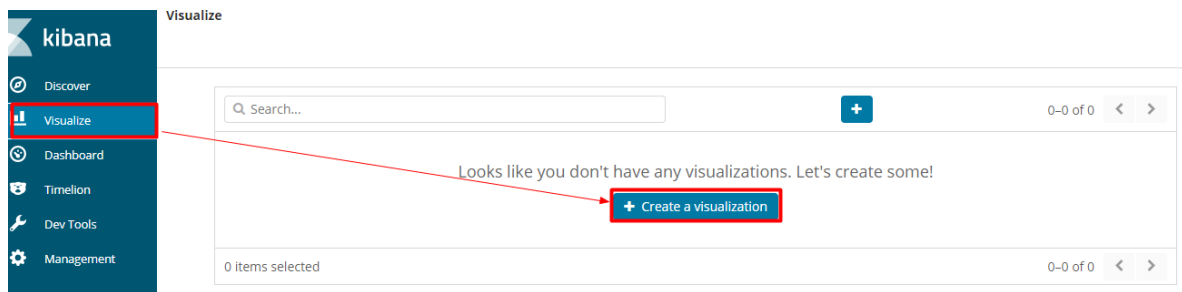 kibana
Discover
Visualize
Dashboard
Timelion
Dev Tools
Management
Visualize
Search...
0–0 of 0
Looks like you don't have any visualizations. Let's create some!
Create a visualization
0 items selected
0–0 of 0